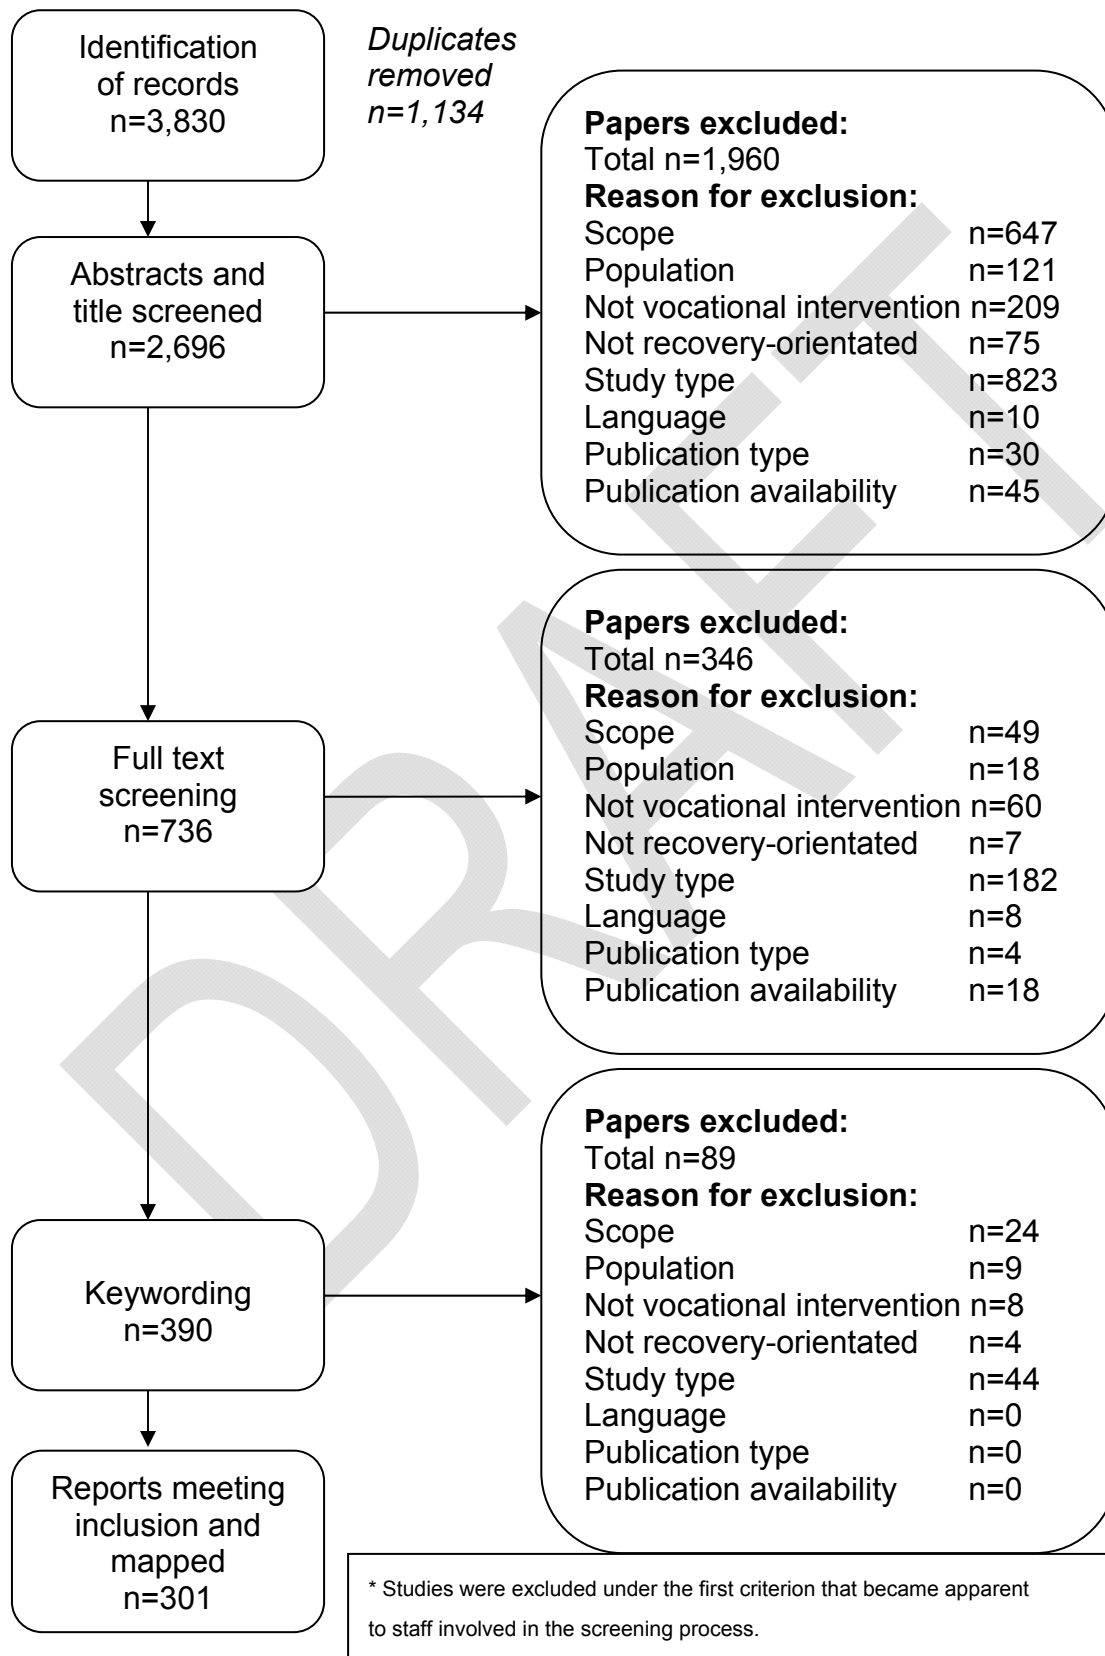 Identification
of records
n=3,830
Duplicates
removed
n=1,134
Abstracts and
title screened
n=2,696
Papers excluded:
Total n=1,960
Reason for exclusion:
Scope n=647
Population n=121
Not vocational intervention n=209
Not recovery-orientated n=75
Study type n=823
Language n=10
Publication type n=30
Publication availability n=45
Full text
screening
n=736
Papers excluded:
Total n=346
Reason for exclusion:
Scope n=49
Population n=18
Not vocational intervention n=60
Not recovery-orientated n=7
Study type n=182
Language n=8
Publication type n=4
Publication availability n=18
Keywording
n=390
Papers excluded:
Total n=89
Reason for exclusion:
Scope n=24
Population n=9
Not vocational intervention n=8
Not recovery-orientated n=4
Study type n=44
Language n=0
Publication type n=0
Publication availability n=0
Reports meeting
inclusion and
mapped
n=301
* Studies were excluded under the first criterion that became apparent
to staff involved in the screening process.
DRAFT